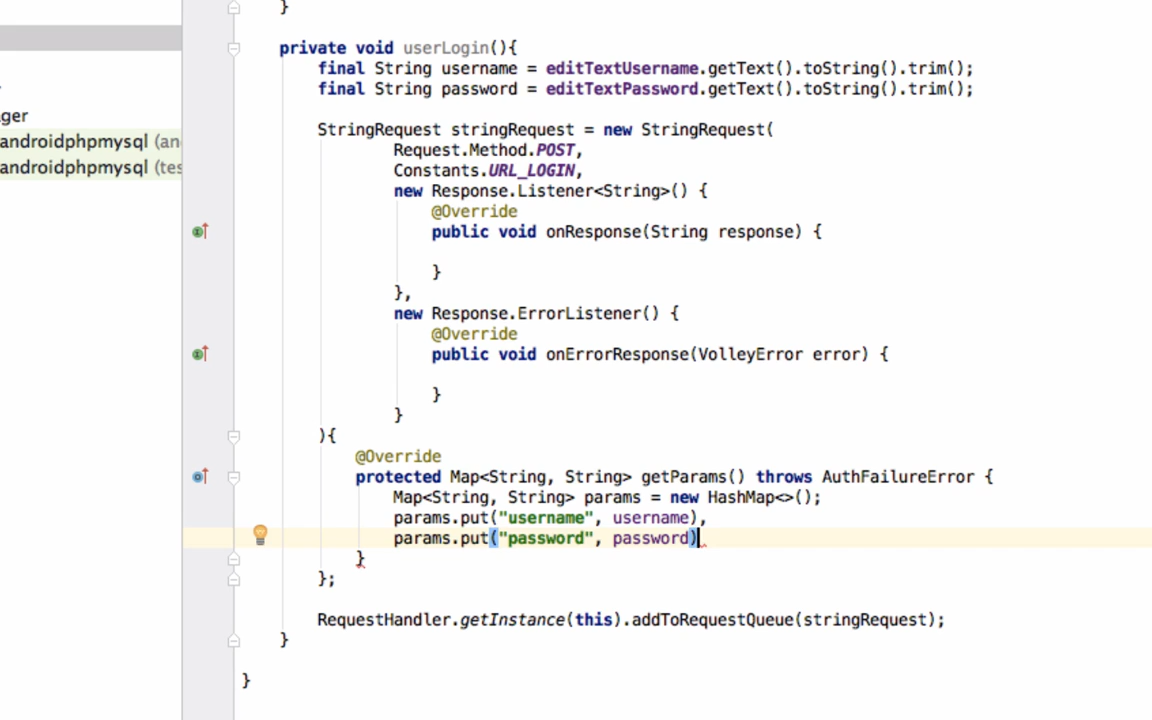 }
private void userLogin(){
final String username = editTextUsername.getText().toString().trim();
final String password = editTextPassword.getText().toString().trim();
ger
StringRequest stringRequest = new StringRequest(
androidphpmysql (an
Request.Method.POST,
androidphpmysql (tes
Constants.URL_LOGIN,
new Response.Listener<String>() {
@Override
public void onResponse(String response) {
}
},
new Response.ErrorListener() {
@Override
public void onErrorResponse(VolleyError error) {
}
}
){
@Override
protected Map<String, String> getParams() throws AuthFailureError {
Map<String, String> params = new HashMap<>();
params.put("username", username),
params.put("password", password)
}
};
RequestHandler.getInstance(this).addToRequestQueue(stringRequest);
}
}